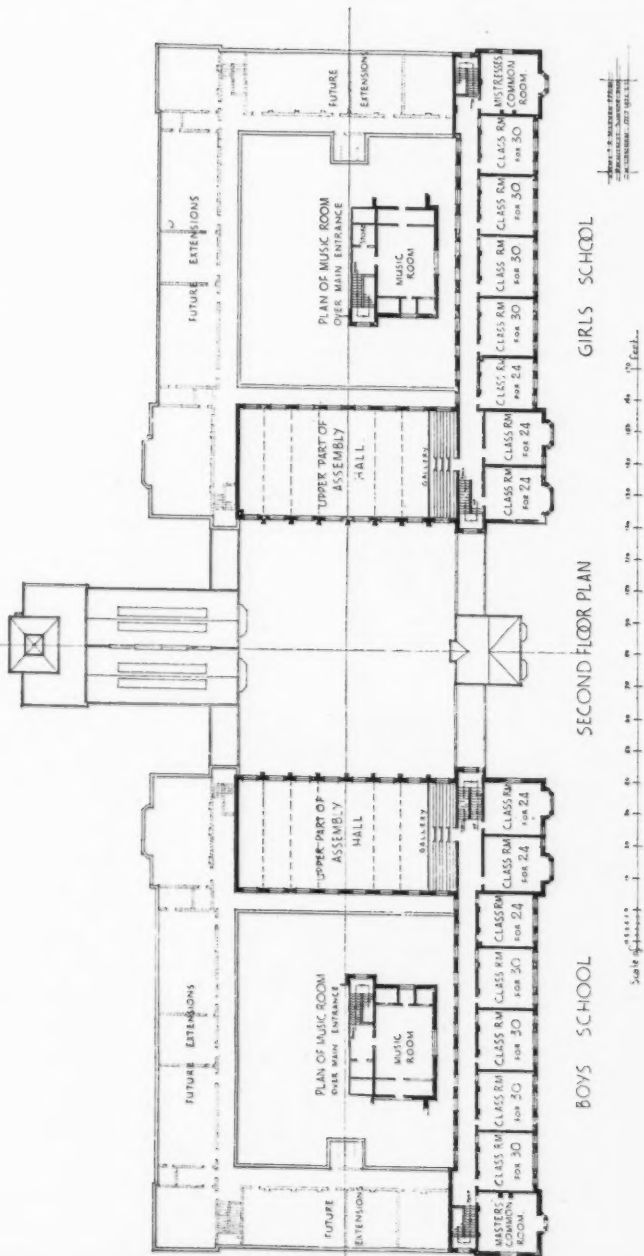 FUTURE EXTENSIONS
FUTURE EXTENSIONS
FUTURE
EXTENSIONS
PLAN OF MUSIC ROOM
OVER MAIN ENTRANCE
MUSIC
ROOM
UPPER PART OF
ASSEMBLY
HALL
GALLERY
UPPER PART OF
ASSEMBLY
HALL
GALLERY
PLAN OF MUSIC ROOM
OVER MAIN ENTRANCE
STORE
MUSIC
ROOM
FUTURE
EXTENSIONS
MASTERS
COMMON
ROOM.
CLASS RM
FOR 30
CLASS RM
FOR 30
CLASS RM
FOR 30
CLASS RM
FOR 30
CLASS RM
FOR 24
CLASS RM
FOR 24
CLASS RM
FOR 24
CLASS RM
FOR 24
CLASS RM
FOR 24
CLASS RM
FOR 24
CLASS RM
FOR 30
CLASS RM
FOR 30
CLASS RM
FOR 30
CLASS RM
FOR 30
MISTRESSES
COMMON
ROOM.
BOYS SCHOOL
SECOND FLOOR PLAN
GIRLS SCHOOL
Scale of
feet